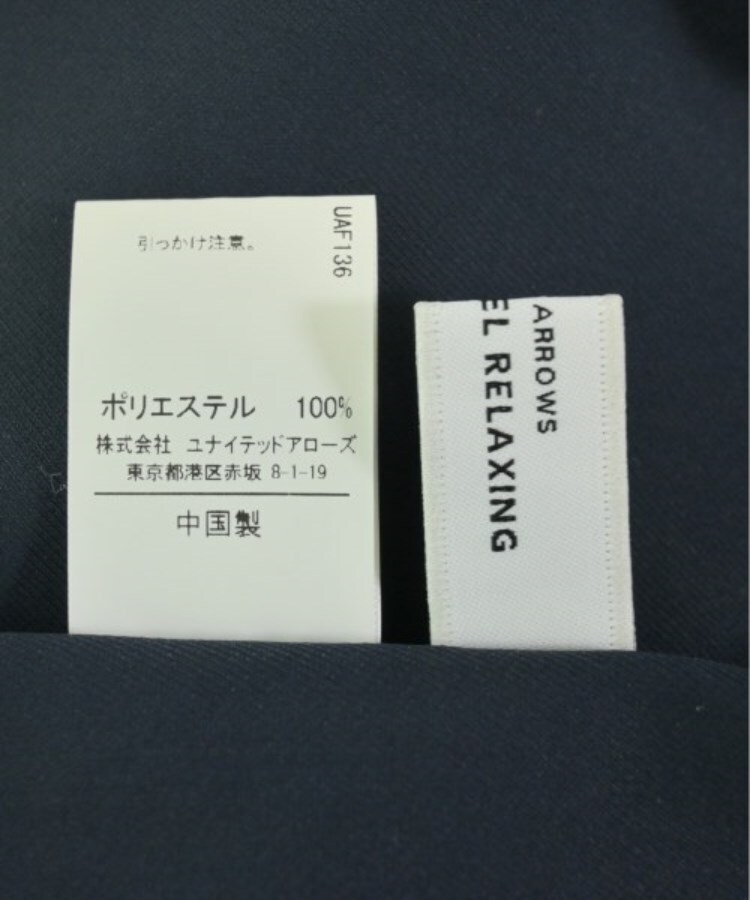 UAF136
引っかけ注意。
ポリエステル 100%
株式会社 ユナイテッドアローズ
東京都港区赤坂 8-1-19
中国製
ARROWS
EL RELAXING